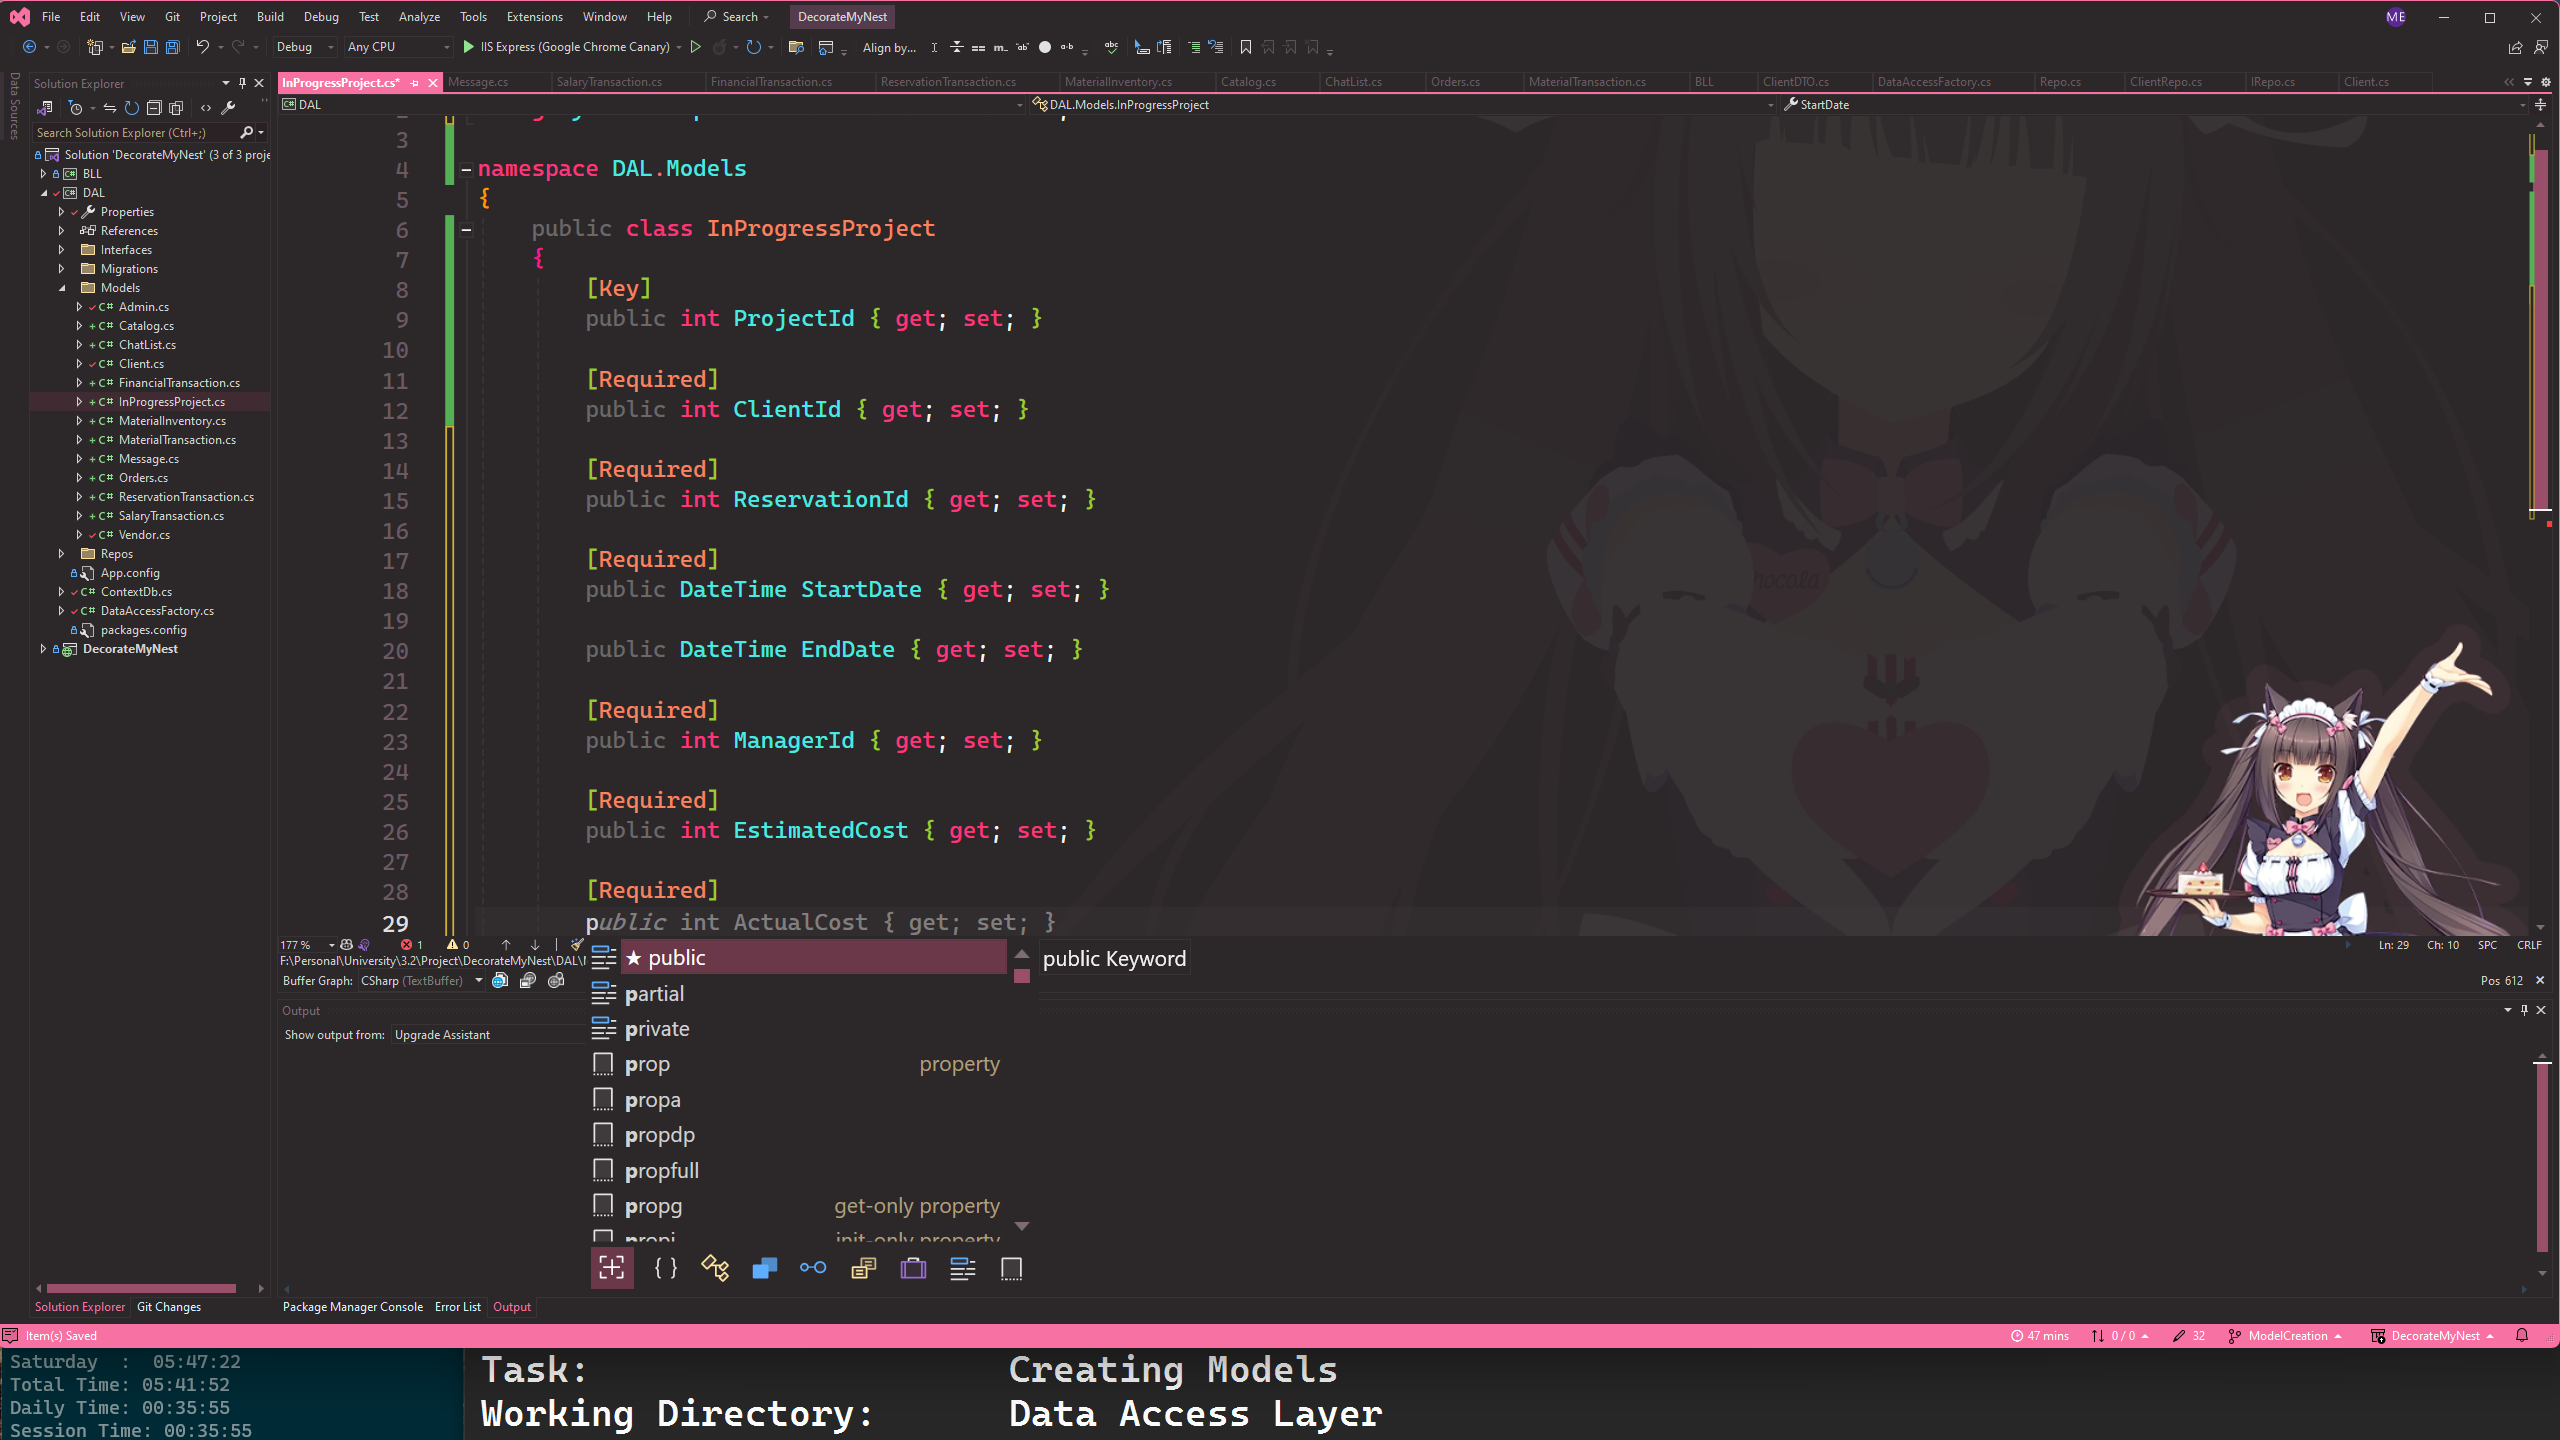 File Edit View Git Project Build Debug Test Analyze Tools Extensions Window Help Search DecorateMyNest ME
Debug Any CPU IIS Express (Google Chrome Canary) Align by...
Data Sources
Solution Explorer
Search Solution Explorer (Ctrl+;)
Solution 'DecorateMyNest' (3 of 3 proje
BLL
DAL
Properties
References
Interfaces
Migrations
Models
Admin.cs
Catalog.cs
ChatList.cs
Client.cs
FinancialTransaction.cs
InProgressProject.cs
MaterialInventory.cs
MaterialTransaction.cs
Message.cs
Orders.cs
ReservationTransaction.cs
SalaryTransaction.cs
Vendor.cs
Repos
App.config
ContextDb.cs
DataAccessFactory.cs
packages.config
DecorateMyNest
Solution Explorer Git Changes
InProgressProject.cs* Message.cs SalaryTransaction.cs FinancialTransaction.cs ReservationTransaction.cs MaterialInventory.cs Catalog.cs ChatList.cs Orders.cs MaterialTransaction.cs BLL ClientDTO.cs DataAccessFactory.cs Repo.cs ClientRepo.cs IRepo.cs Client.cs
DAL DAL.Models.InProgressProject StartDate
3
4 namespace DAL.Models
5 {
6 public class InProgressProject
7 {
8 [Key]
9 public int ProjectId { get; set; }
10
11 [Required]
12 public int ClientId { get; set; }
13
14 [Required]
15 public int ReservationId { get; set; }
16
17 [Required]
18 public DateTime StartDate { get; set; }
19
20 public DateTime EndDate { get; set; }
21
22 [Required]
23 public int ManagerId { get; set; }
24
25 [Required]
26 public int EstimatedCost { get; set; }
27
28 [Required]
29 public int ActualCost { get; set; }
177 % 1 0 Ln: 29 Ch: 10 SPC CRLF
F:\Personal\University\3.2\Project\DecorateMyNest\DAL\
Buffer Graph: CSharp (TextBuffer) Pos 612
public public Keyword
partial
private
prop property
propa
propdp
propfull
propg get-only property
propi init-only property
Output
Show output from: Upgrade Assistant
Package Manager Console Error List Output
Item(s) Saved 47 mins 0 / 0 32 ModelCreation DecorateMyNest
Saturday : 05:47:22
Total Time: 05:41:52
Daily Time: 00:35:55
Session Time: 00:35:55
Task: Creating Models
Working Directory: Data Access Layer